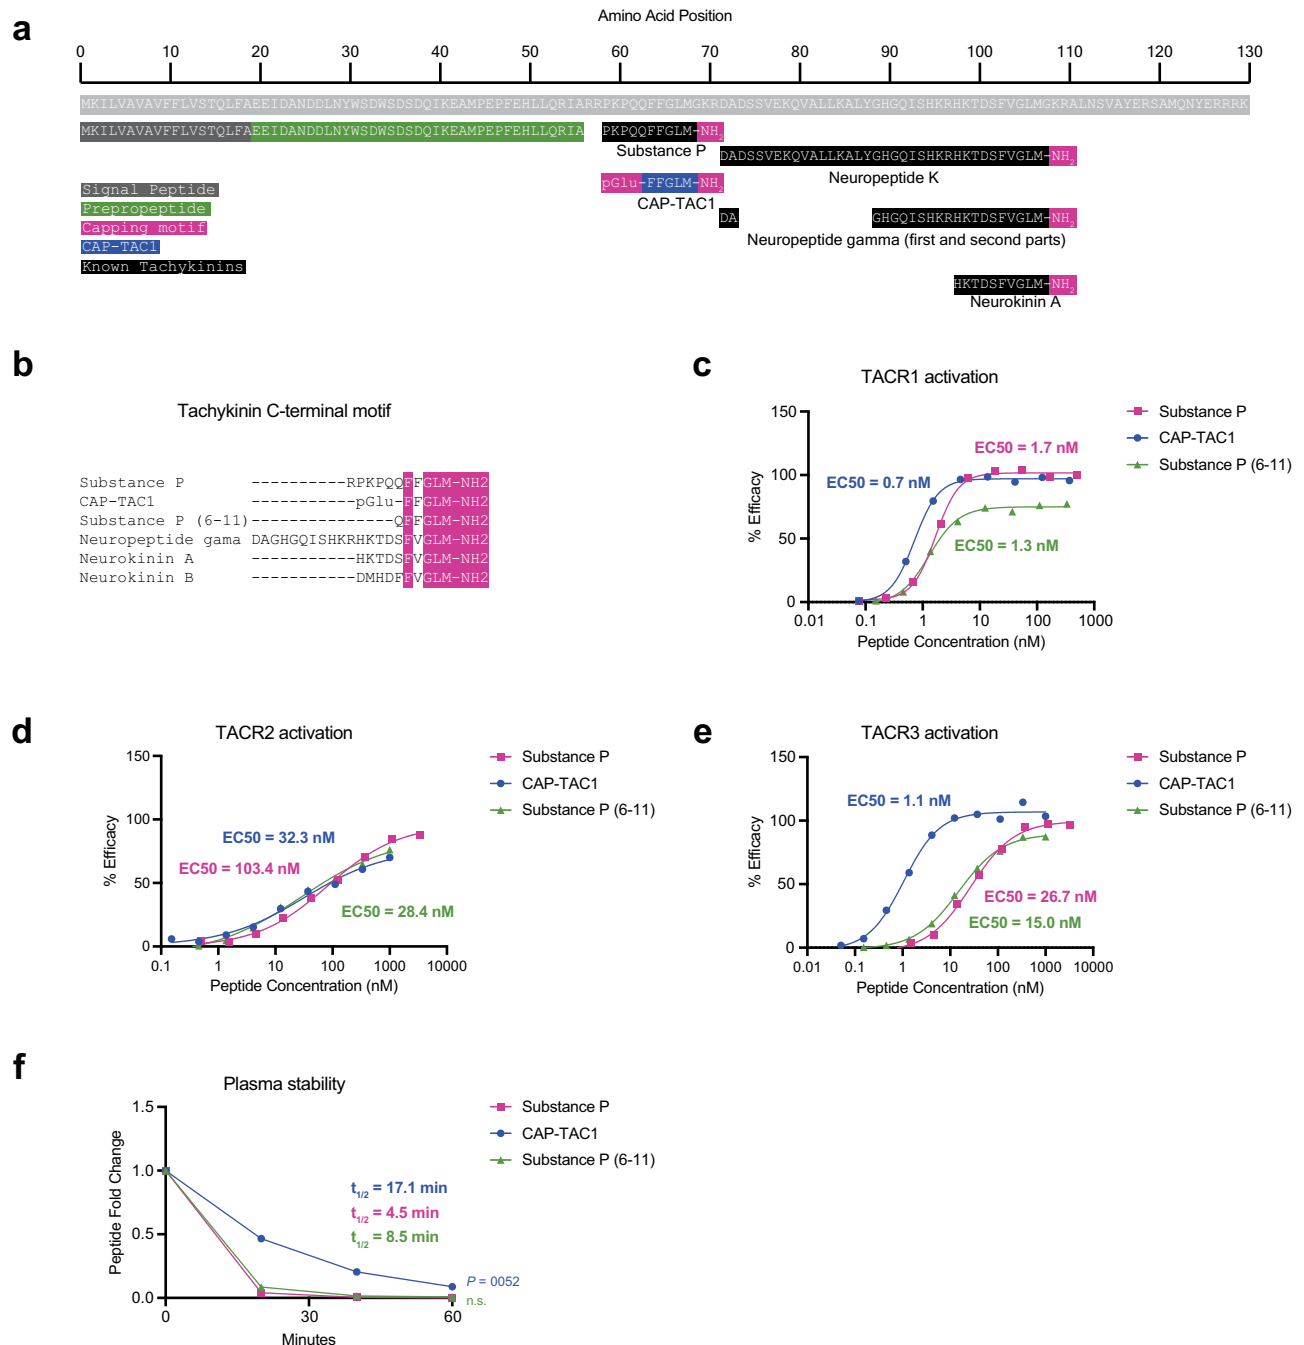 a
Amino Acid Position
0 10 20 30 40 50 60 70 80 90 100 110 120 130
MKILVAVAVFFLVSTQLFAEEIDANDDLNYWSDWSDSDQIKEAMPEPFEHLLQRIARRPKPQQFFGLMGKRDADSSVEKQVALLKALYGHGQISHKRHKTDSFVGLMGKRALNSVAYERSAMQNYERRRK
MKILVAVAVFFLVSTQLFAEEIDANDDLNYWSDWSDSDQIKEAMPEPFEHLLQRIA PKPQQFFGLM-NH2
Substance P
DADSSVEKQVALLKALYGHGQISHKRHKTDSFVGLM-NH2
Neuropeptide K
pGlu-FFGLM-NH2
CAP-TAC1
DA GHGQISHKRHKTDSFVGLM-NH2
Neuropeptide gamma (first and second parts)
HKTDSFVGLM-NH2
Neurokinin A
Signal Peptide
Prepropeptide
Capping motif
CAP-TAC1
Known Tachykinins
b
Tachykinin C-terminal motif
Substance P -----------RPKPQQFFGLM-NH2
CAP-TAC1 -----------pGlu-FFGLM-NH2
Substance P (6-11)---------------QFFGLM-NH2
Neuropeptide gama DAGHGQISHKRHKTDSFVGLM-NH2
Neurokinin A -----------HKTDSFVGLM-NH2
Neurokinin B -----------DMHDFFVGLM-NH2
c
TACR1 activation
% Efficacy
150
100
50
0
0.01 0.1 1 10 100 1000
Peptide Concentration (nM)
EC50 = 1.7 nM
EC50 = 0.7 nM
EC50 = 1.3 nM
Substance P
CAP-TAC1
Substance P (6-11)
d
TACR2 activation
% Efficacy
150
100
50
0
0.1 1 10 100 1000 10000
Peptide Concentration (nM)
EC50 = 32.3 nM
EC50 = 103.4 nM
EC50 = 28.4 nM
Substance P
CAP-TAC1
Substance P (6-11)
e
TACR3 activation
% Efficacy
150
100
50
0
0.01 0.1 1 10 100 1000 10000
Peptide Concentration (nM)
EC50 = 1.1 nM
EC50 = 26.7 nM
EC50 = 15.0 nM
Substance P
CAP-TAC1
Substance P (6-11)
f
Plasma stability
Peptide Fold Change
1.5
1.0
0.5
0.0
0 30 60
Minutes
t1/2 = 17.1 min
t1/2 = 4.5 min
t1/2 = 8.5 min
P = 0052
n.s.
Substance P
CAP-TAC1
Substance P (6-11)